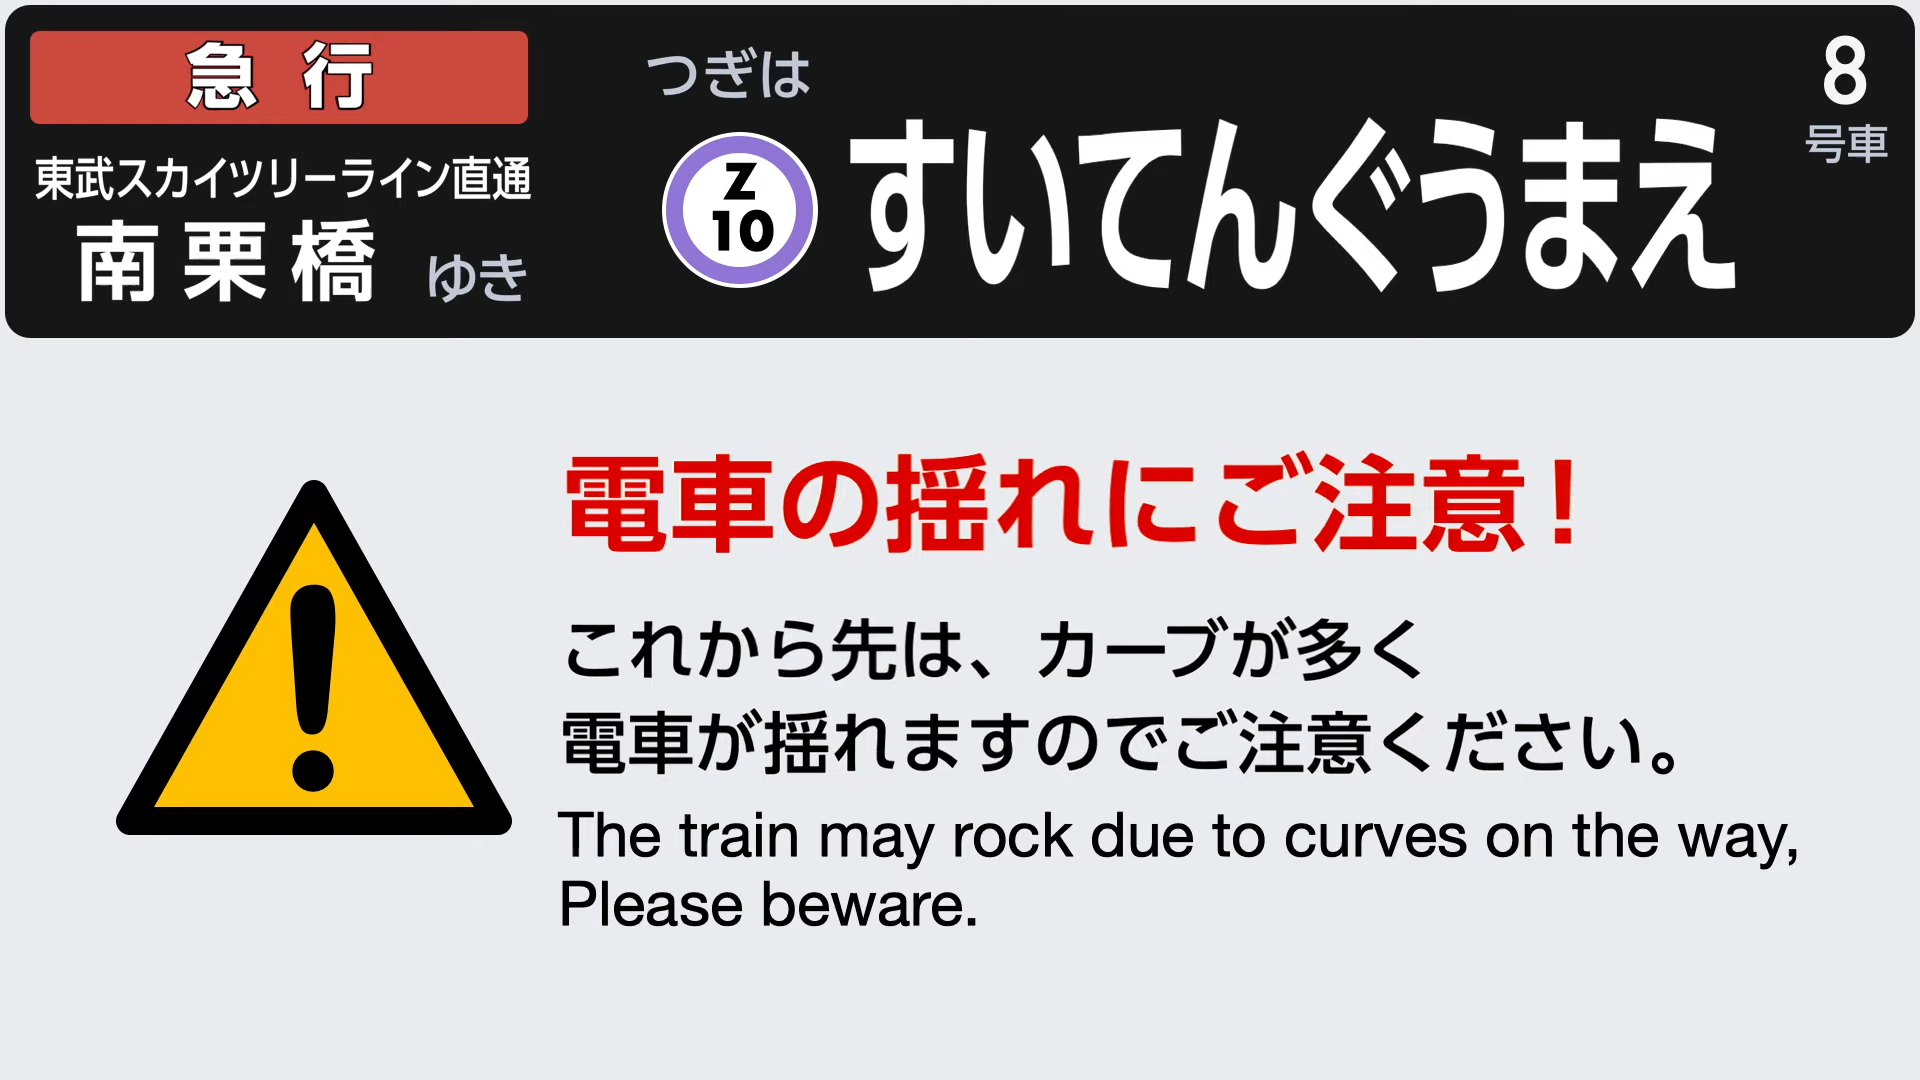 急行
東武スカイツリーライン直通
南栗橋 ゆき
つぎは
Z
10
すいてんぐうまえ
8
号車
電車の揺れにご注意！
これから先は、カーブが多く
電車が揺れますのでご注意ください。
The train may rock due to curves on the way,
Please beware.